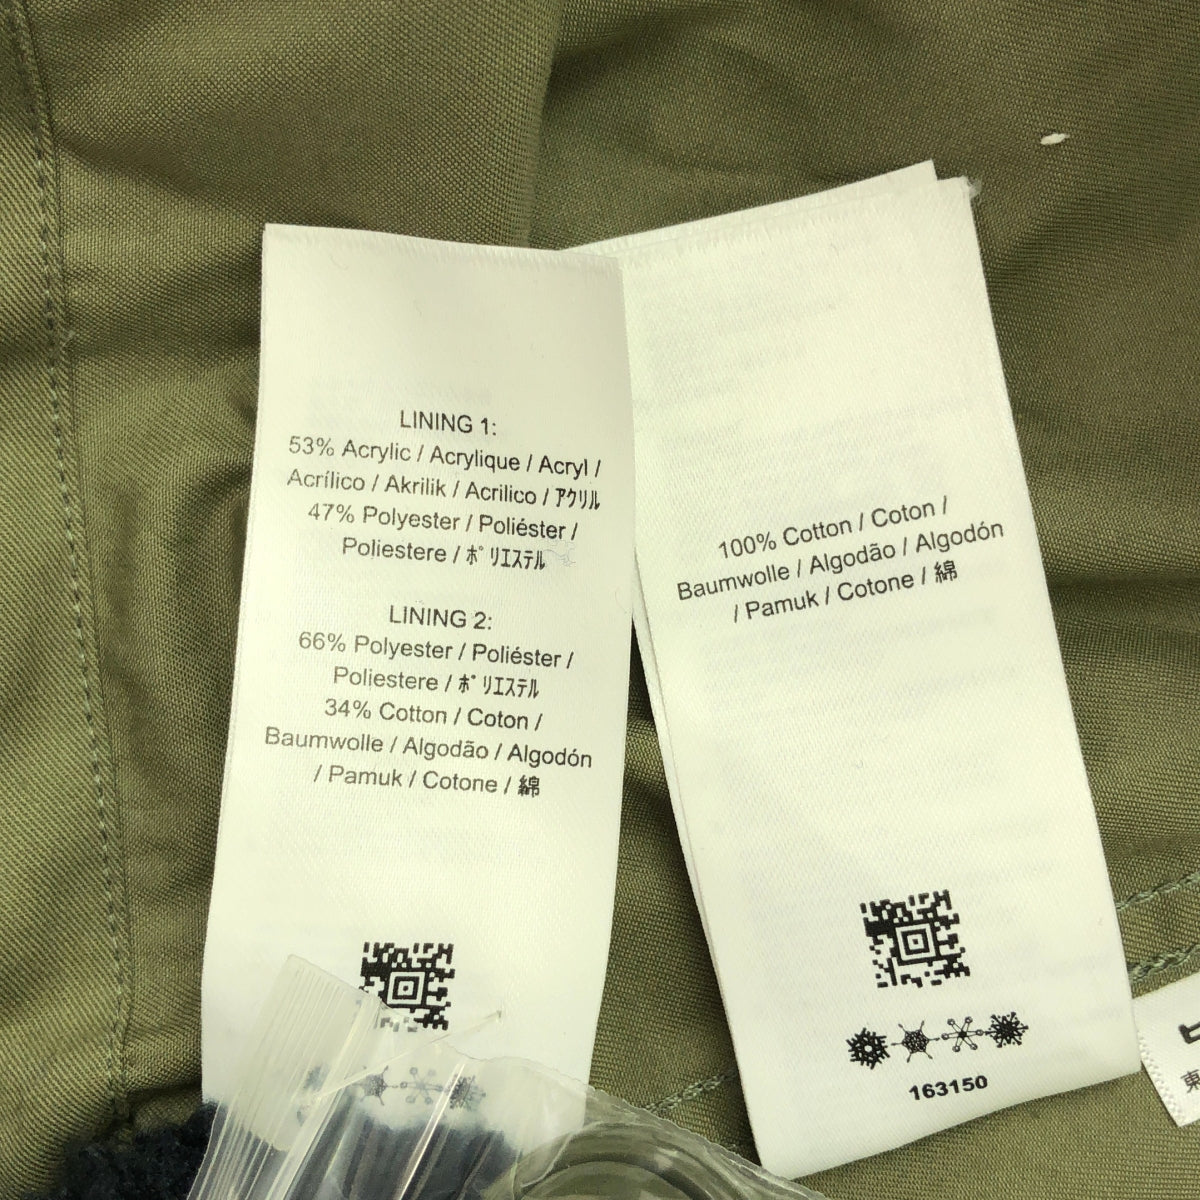 LINING 1:
53% Acrylic / Acrylique / Acryl /
Acrílico / Akrilik / Acrilico / アクリル
47% Polyester / Poliéster /
Poliestere / ポリエステル
LINING 2:
66% Polyester / Poliéster /
Poliestere / ポリエステル
34% Cotton / Coton /
Baumwolle / Algodão / Algodón
/ Pamuk / Cotone / 綿
100% Cotton / Coton /
Baumwolle / Algodão / Algodón
/ Pamuk / Cotone / 綿
163150
東